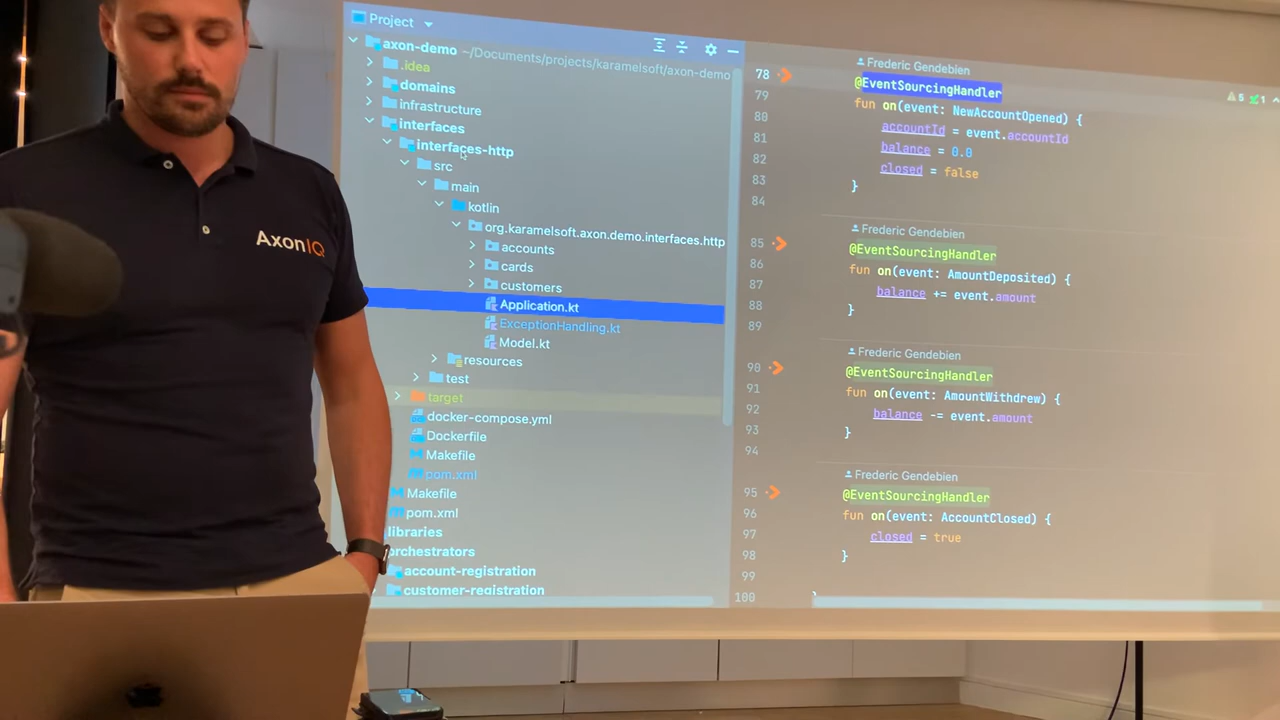 AxonIQ
Project
axon-demo ~/Documents/projects/karamelsoft/axon-demo
.idea
domains
infrastructure
interfaces
interfaces-http
src
main
kotlin
org.karamelsoft.axon.demo.interfaces.http
accounts
cards
customers
Application.kt
ExceptionHandling.kt
Model.kt
resources
test
target
docker-compose.yml
Dockerfile
Makefile
pom.xml
Makefile
pom.xml
libraries
orchestrators
account-registration
customer-registration
5 1
Frederic Gendebien
78 @EventSourcingHandler
79 fun on(event: NewAccountOpened) {
80 accountId = event.accountId
81 balance = 0.0
82 closed = false
83 }
84
Frederic Gendebien
85 @EventSourcingHandler
86 fun on(event: AmountDeposited) {
87 balance += event.amount
88 }
89
Frederic Gendebien
90 @EventSourcingHandler
91 fun on(event: AmountWithdrew) {
92 balance -= event.amount
93 }
94
Frederic Gendebien
95 @EventSourcingHandler
96 fun on(event: AccountClosed) {
97 closed = true
98 }
99
100 }